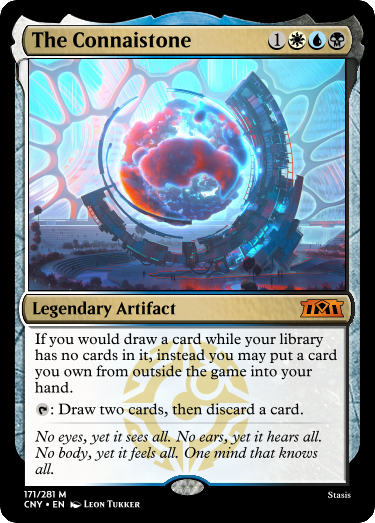 The Connaistone
1
Legendary Artifact
If you would draw a card while your library
has no cards in it, instead you may put a card
you own from outside the game into your
hand.
: Draw two cards, then discard a card.
No eyes, yet it sees all. No ears, yet it hears all.
No body, yet it feels all. One mind that knows
all.
171/281 M
Stasis
CNY • EN Leon Tukker